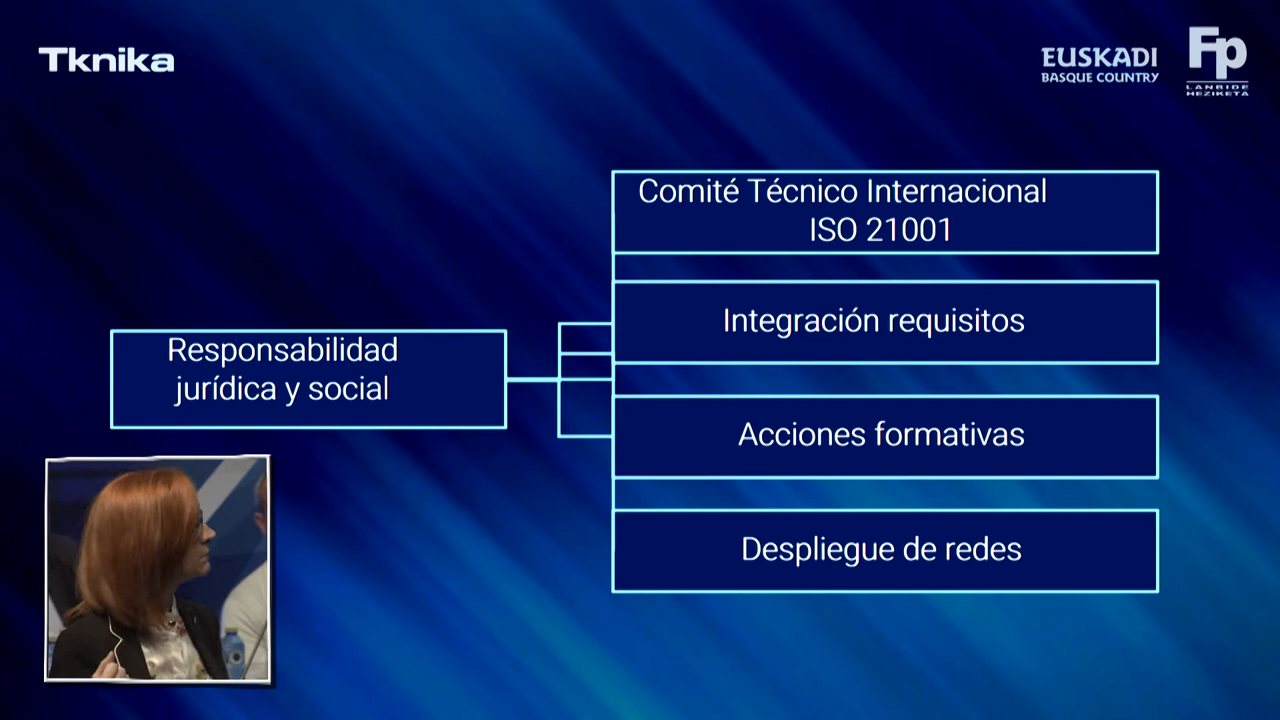 Tknika
EUSKADI
BASQUE COUNTRY
Fp
LANBIDE
HEZIKETA
Comité Técnico Internacional
ISO 21001
Integración requisitos
Responsabilidad
jurídica y social
Acciones formativas
Despliegue de redes